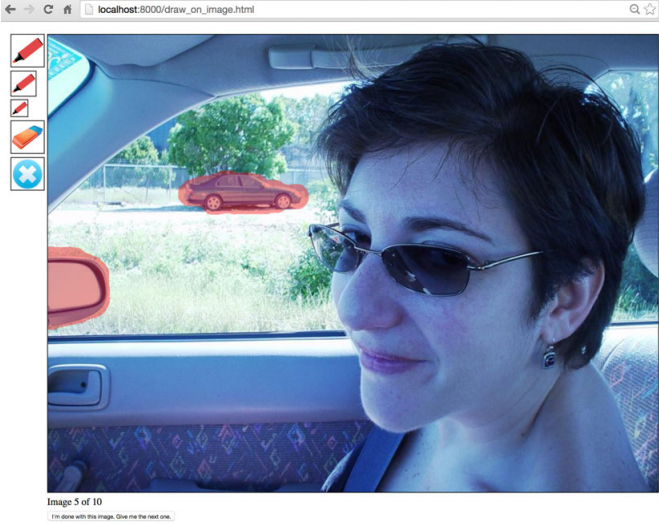 localhost:8000/draw_on_image.html
Image 5 of 10
I'm done with this image. Give me the next one.